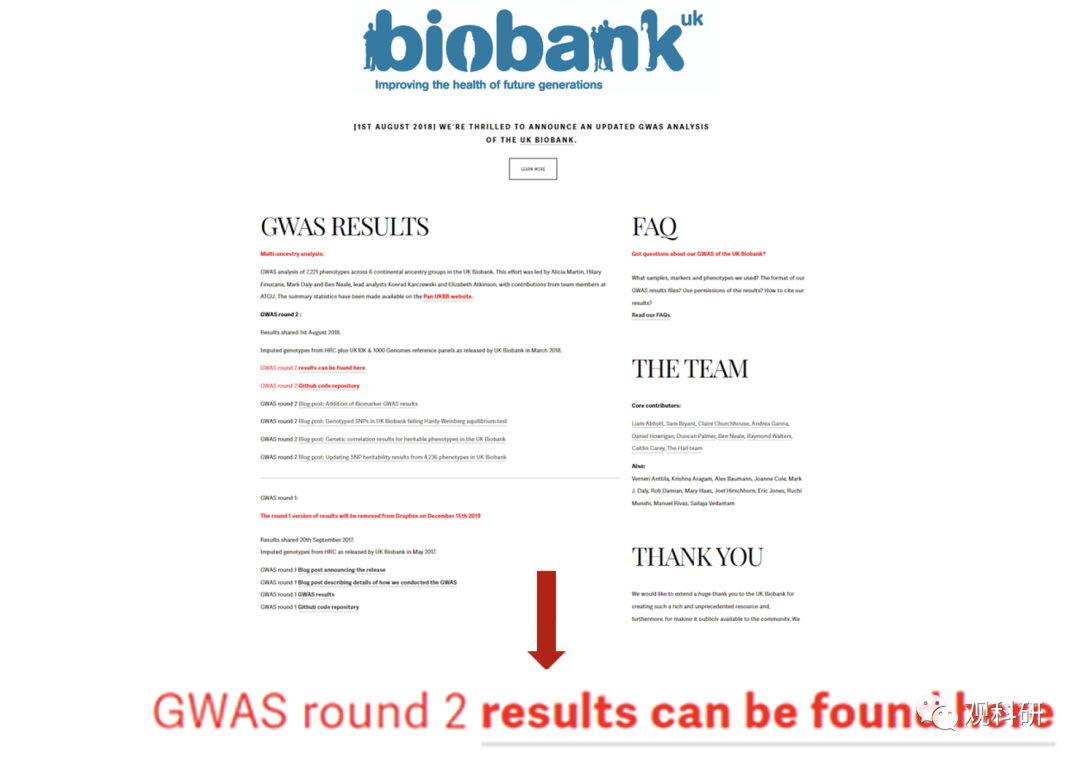 biobank uk
Improving the health of future generations
[1ST AUGUST 2018] WE'RE THRILLED TO ANNOUNCE AN UPDATED GWAS ANALYSIS
OF THE UK BIOBANK.
LEARN MORE
GWAS RESULTS
Multi-ancestry analysis:
GWAS analysis of 7,221 phenotypes across 6 continental ancestry groups in the UK Biobank. This effort was led by Alicia Martin, Hilary
Finucane, Mark Daly and Ben Neale, lead analysts Konrad Karczewski and Elizabeth Atkinson, with contributions from team members at
ATGU. The summary statistics have been made available on the Pan UKBB website.
GWAS round 2 :
Results shared 1st August 2018.
Imputed genotypes from HRC plus UK10K & 1000 Genomes reference panels as released by UK Biobank in March 2018.
GWAS round 2 results can be found here
GWAS round 2 Github code repository
GWAS round 2 Blog post: Addition of Biomarker GWAS results
GWAS round 2 Blog post: Genotyped SNPs in UK Biobank failing Hardy-Weinberg equilibrium test
GWAS round 2 Blog post: Genetic correlation results for heritable phenotypes in the UK Biobank
GWAS round 2 Blog post: Updating SNP heritability results from 4,236 phenotypes in UK Biobank
GWAS round 1:
The round 1 version of results will be removed from Dropbox on December 15th 2019
Results shared 20th September 2017.
Imputed genotypes from HRC as released by UK Biobank in May 2017.
GWAS round 1 Blog post announcing the release
GWAS round 1 Blog post describing details of how we conducted the GWAS
GWAS round 1 GWAS results
GWAS round 1 Github code repository
FAQ
Got questions about our GWAS of the UK Biobank?
What samples, markers and phenotypes we used? The format of our
GWAS results files? Use permissions of the results? How to cite our
results?
Read our FAQs.
THE TEAM
Core contributors:
Liam Abbott, Sam Bryant, Claire Churchhouse, Andrea Ganna,
Daniel Howrigan, Duncan Palmer, Ben Neale, Raymond Walters,
Caitlin Carey, The Hail team
Also:
Verneri Anttila, Krishna Aragam, Alex Baumann, Joanne Cole, Mark
J. Daly, Rob Damian, Mary Haas, Joel Hirschhorn, Eric Jones, Ruchi
Munshi, Manuel Rivas, Sailaja Vedantam
THANK YOU
We would like to extend a huge thank you to the UK Biobank for
creating such a rich and unprecedented resource and,
furthermore, for making it publicly available to the community. We
GWAS round 2 results can be found here
观科研